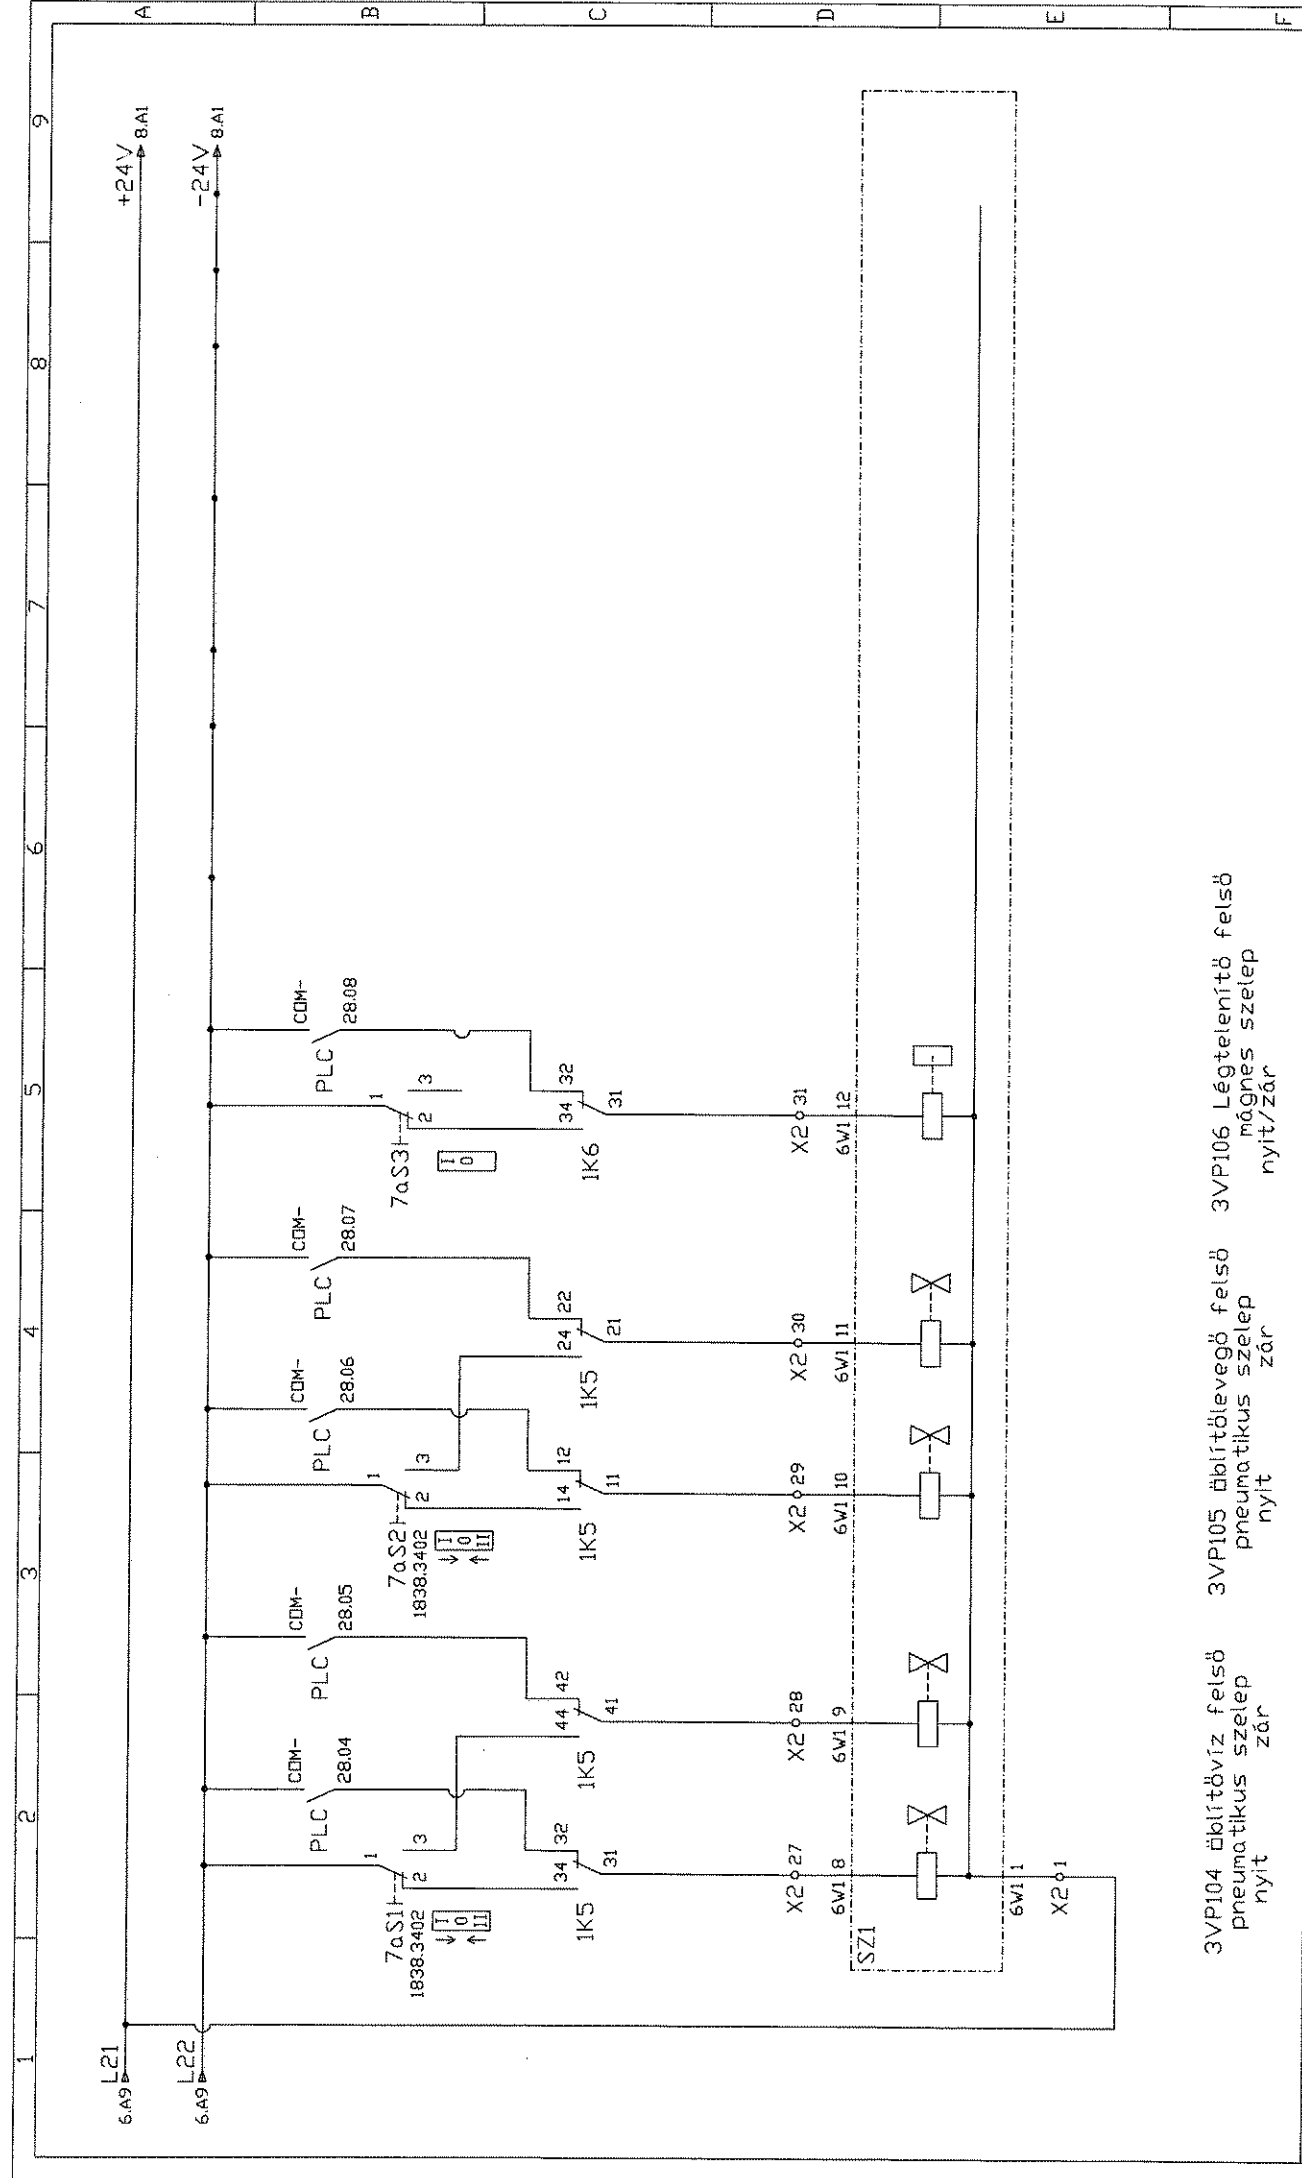 1 2 3 4 5 6 7 8 9
A
B
C
D
E
F
6.A9 L21
+24V 8.A1
6.A9 L22
-24V 8.A1
COM- COM- COM- COM- COM-
PLC 28.04
PLC 28.05
PLC 28.06
PLC 28.07
PLC 28.08
7aS1
1838.3402
I
0
II
1
2
3
7aS2
1838.3402
I
0
II
1
2
3
7aS3
I
0
1
2
3
34 32
31
1K5
44 42
41
1K5
14 12
11
1K5
24 22
21
1K5
34 32
31
1K6
X2 27
X2 28
X2 29
X2 30
X2 31
6W1 8
6W1 9
6W1 10
6W1 11
6W1 12
SZ1
6W1 1
X2 1
3VP104 öblítővíz felső
pneumatikus szelep
nyit zár
3VP105 öblítőlevegő felső
pneumatikus szelep
nyit zár
3VP106 Légtelenítő felső
mágnes szelep
nyit/zár